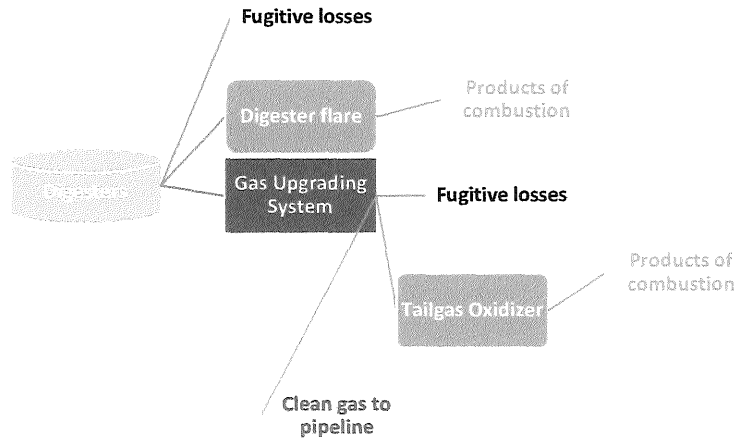 Fugitive losses
Digester flare
Products of
combustion
Digesters
Gas Upgrading
System
Fugitive losses
Products of
combustion
Tailgas Oxidizer
Clean gas to
pipeline